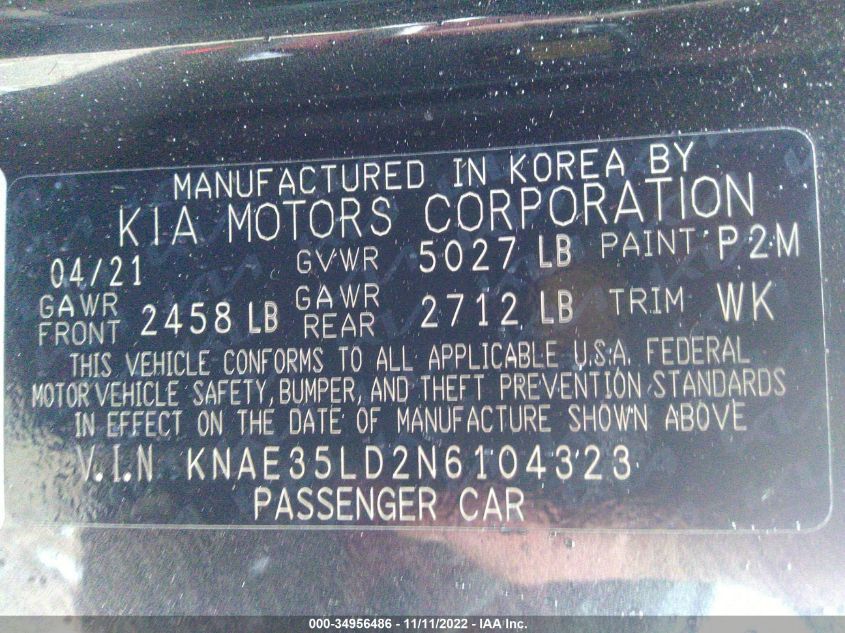 MANUFACTURED IN KOREA BY
KIA MOTORS CORPORATION
04/21 GVWR 5027 LB PAINT P2M
GAWR FRONT 2458 LB GAWR REAR 2712 LB TRIM WK
THIS VEHICLE CONFORMS TO ALL APPLICABLE U.S.A. FEDERAL
MOTOR VEHICLE SAFETY, BUMPER, AND THEFT PREVENTION STANDARDS
IN EFFECT ON THE DATE OF MANUFACTURE SHOWN ABOVE
V.I.N KNAE35LD2N6104323
PASSENGER CAR
000-34956486 - 11/11/2022 - IAA Inc.